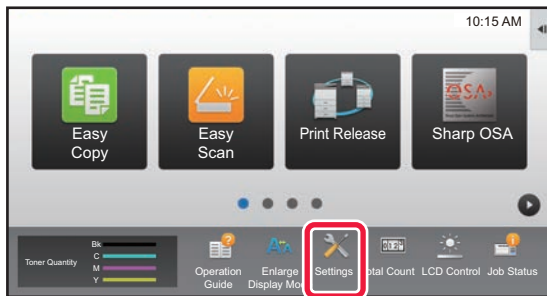 10:15 AM
Easy
Copy
Easy
Scan
Print Release
Sharp OSA
OSA
Toner Quantity
Bk
C
M
Y
Operation
Guide
Enlarge
Display Mo
Settings
otal Count
LCD Control
Job Status